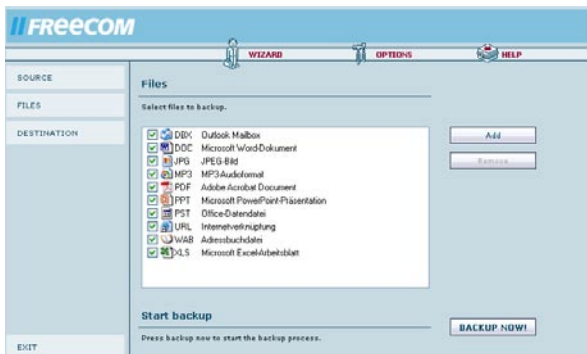 FREECOM
WIZARD
OPTIONS
HELP
SOURCE
FILES
DESTINATION
EXIT
Files
Select files to backup.
DBX Outlook Mailbox
DOC Microsoft Word-Dokument
JPG JPEG-Bild
MP3 MP3-Audioformat
PDF Adobe Acrobat Document
PPT Microsoft PowerPoint-Präsentation
PST Office-Datendatei
URL Internetverknüpfung
WAB Adressbuchdatei
XLS Microsoft Excel-Arbeitsblatt
Add
Remove
Start backup
Press backup now to start the backup process.
BACKUP NOW!